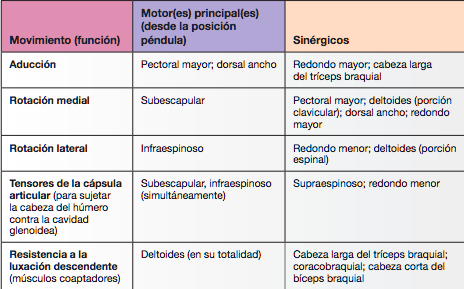 Movimiento (función)
Motor(es) principal(es)
(desde la posición
péndula)
Sinérgicos
Aducción
Pectoral mayor; dorsal ancho
Redondo mayor; cabeza larga
del tríceps braquial
Rotación medial
Subescapular
Pectoral mayor; deltoides (porción
clavicular); dorsal ancho; redondo
mayor
Rotación lateral
Infraespinoso
Redondo menor; deltoides (porción
espinal)
Tensores de la cápsula
articular (para sujetar
la cabeza del húmero
contra la cavidad
glenoidea)
Subescapular, infraespinoso
(simultáneamente)
Supraespinoso; redondo menor
Resistencia a la
luxación descendente
(músculos coaptadores)
Deltoides (en su totalidad)
Cabeza larga del tríceps braquial;
coracobraquial; cabeza corta del
bíceps braquial